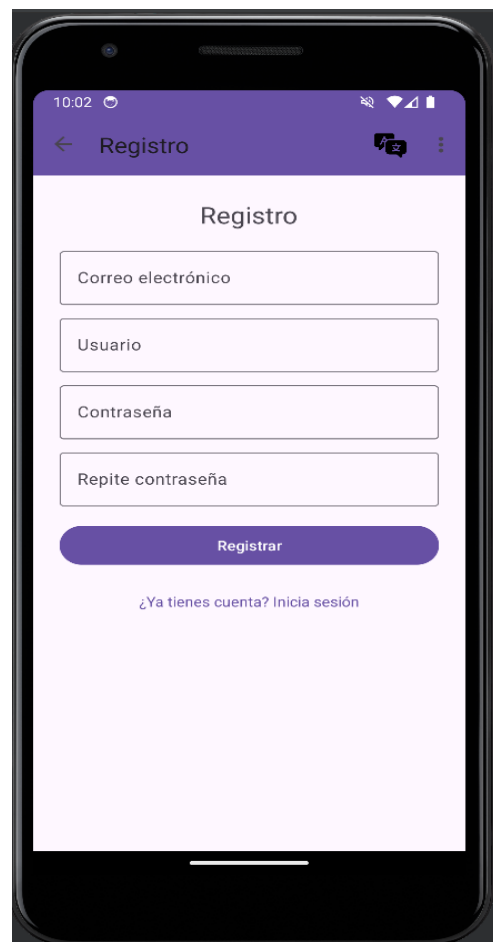 10:02
Registro
Registro
Correo electrónico
Usuario
Contraseña
Repite contraseña
Registrar
¿Ya tienes cuenta? Inicia sesión